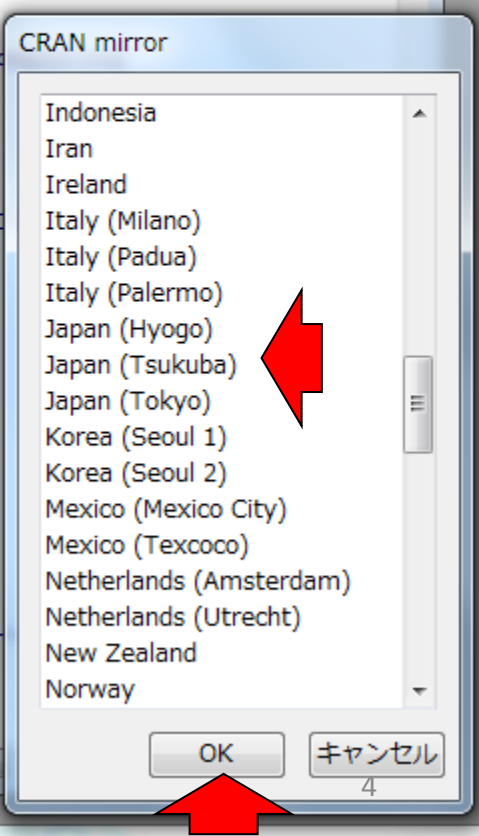 CRAN mirror
Indonesia
Iran
Ireland
Italy (Milano)
Italy (Padua)
Italy (Palermo)
Japan (Hyogo)
Japan (Tsukuba)
Japan (Tokyo)
Korea (Seoul 1)
Korea (Seoul 2)
Mexico (Mexico City)
Mexico (Texcoco)
Netherlands (Amsterdam)
Netherlands (Utrecht)
New Zealand
Norway
OK キャンセル
4